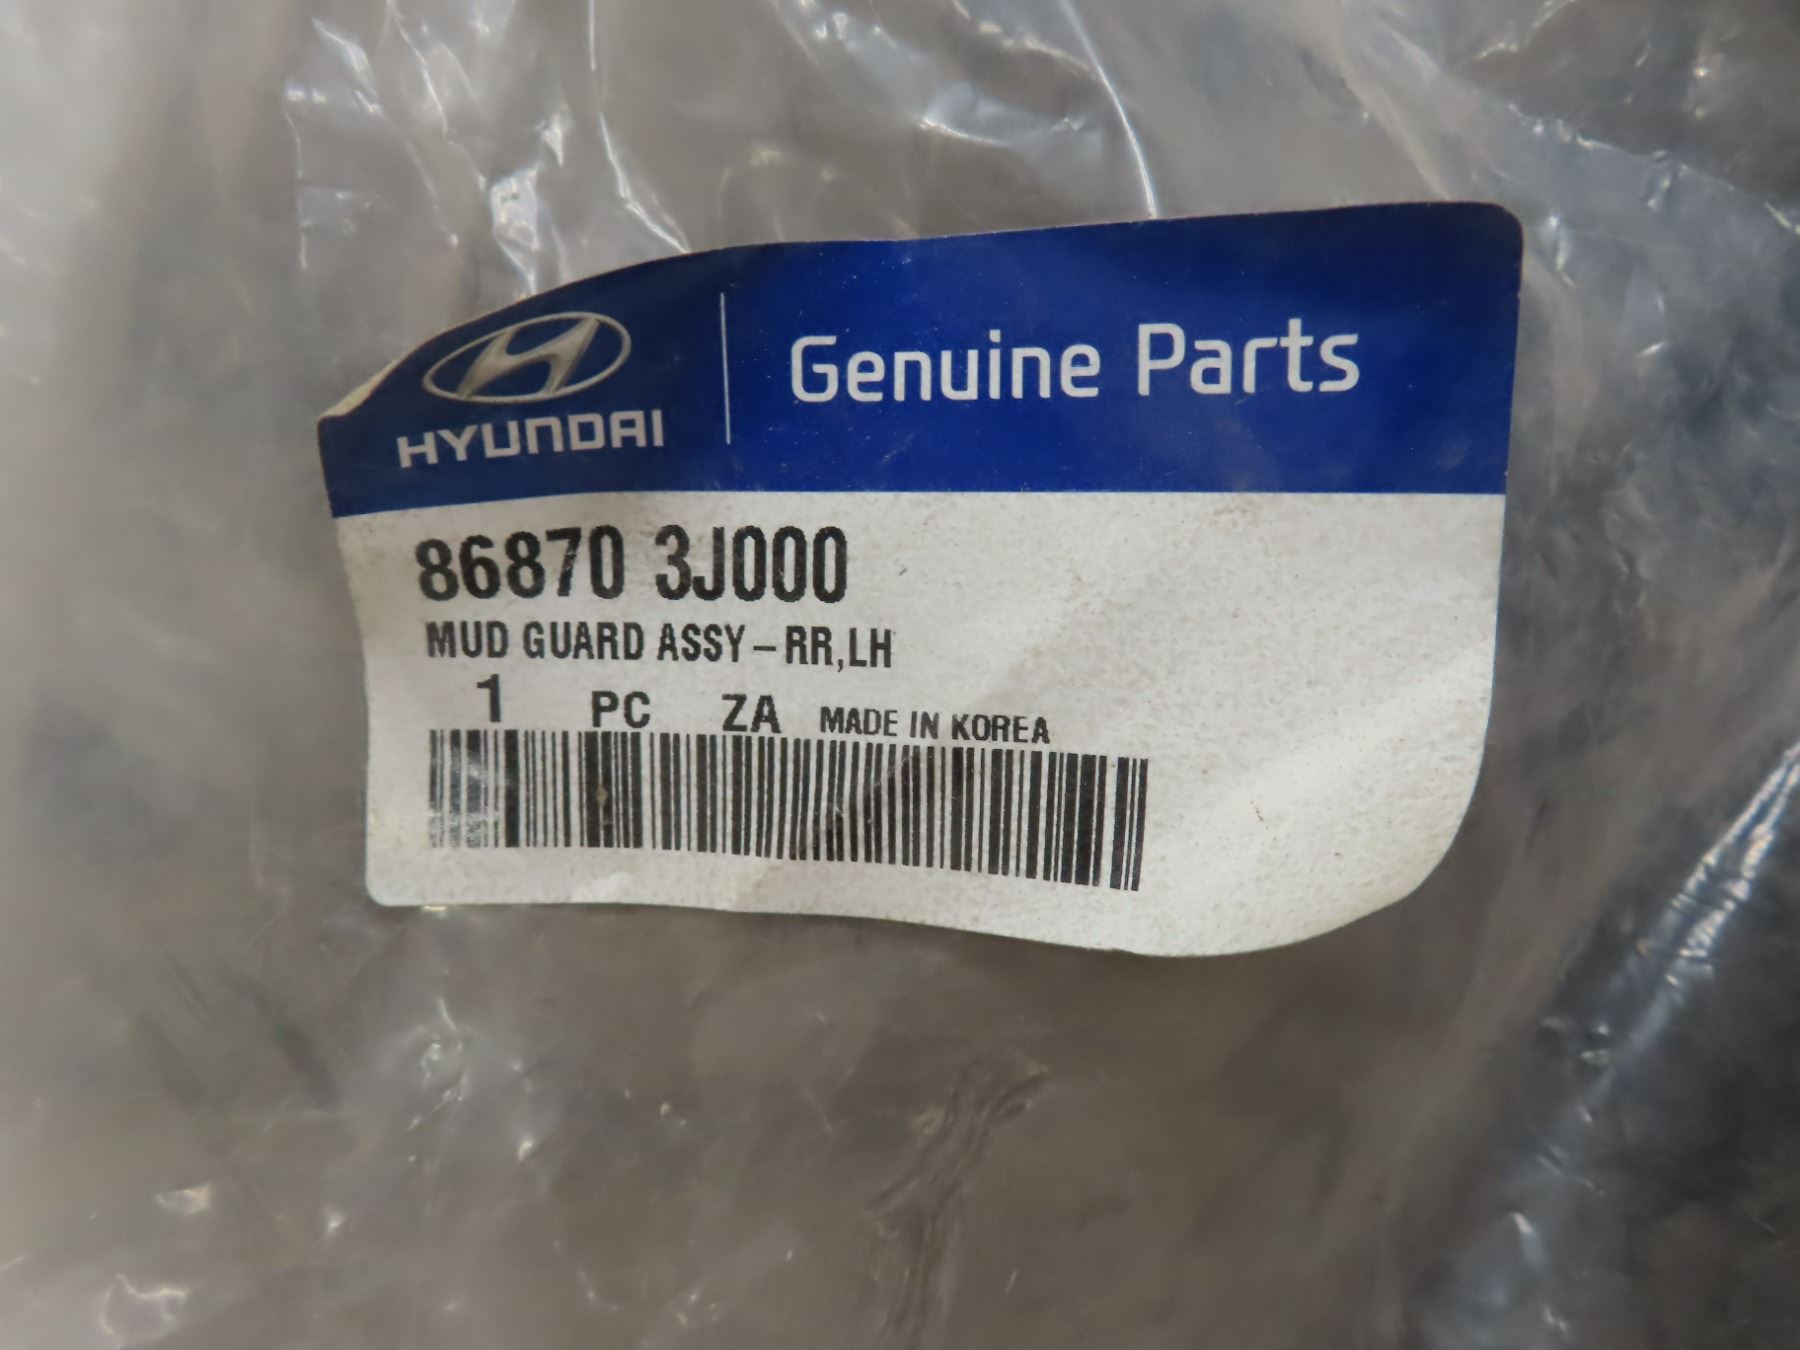 HYUNDAI
Genuine Parts
86870 3J000
MUD GUARD ASSY-RR,LH
1 PC ZA MADE IN KOREA